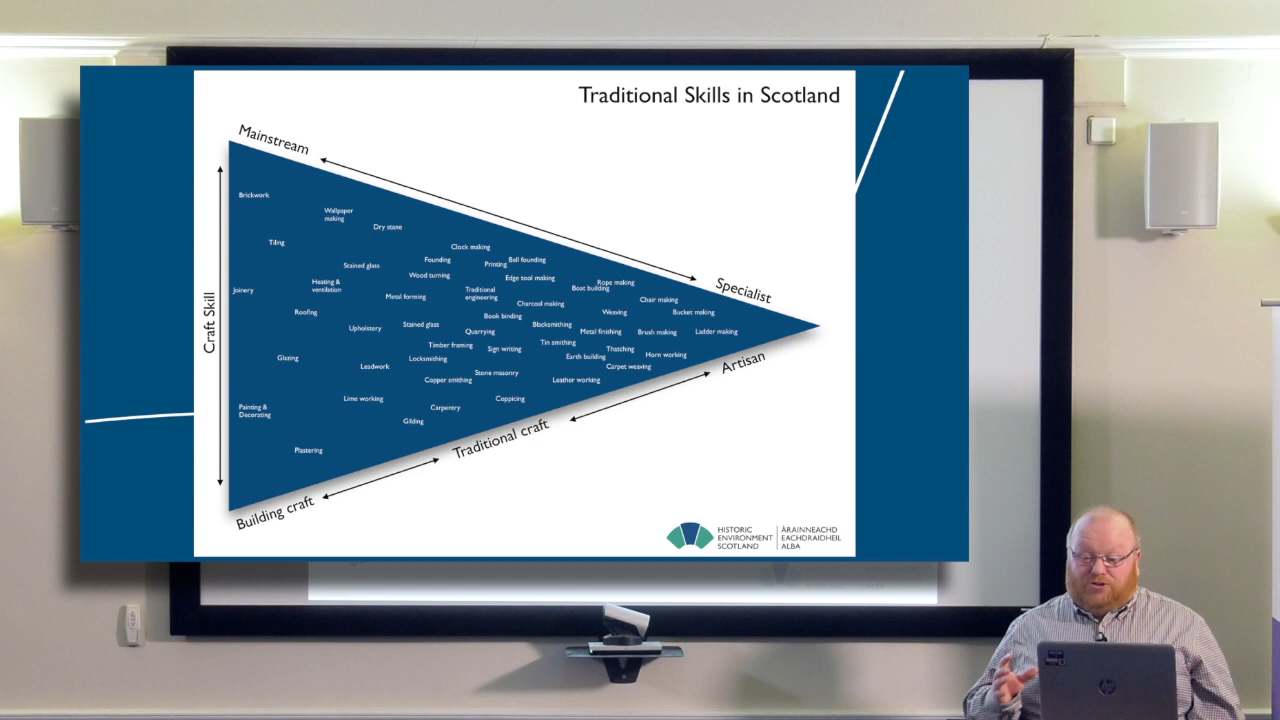 Traditional Skills in Scotland
Mainstream
Brickwork
Wallpaper
making
Dry stane
Tiling
Clock making
Founding
Bell founding
Printing
Stained glass
Wood turning
Edge tool making
Rope making
Boat building
Heating &
ventilation
Joinery
Metal forming
Traditional
engineering
Specialist
Chair making
Charcoal making
Roofing
Weaving
Bucket making
Book binding
Craft Skill
Upholstery
Stained glass
Blacksmithing
Quarrying
Metal finishing
Brush making
Ladder making
Timber framing
Sign writing
Tin smithing
Thatching
Glazing
Locksmithing
Earth building
Horn working
Artisan
Leadwork
Carpet weaving
Stone masonry
Copper smithing
Leather working
Lime working
Coppicing
Painting &
Decorating
Carpentry
Gilding
Traditional craft
Plastering
Building craft
HISTORIC
ENVIRONMENT
SCOTLAND
ÀRAINNEACHD
EACHDRAIDHEIL
ALBA
hp